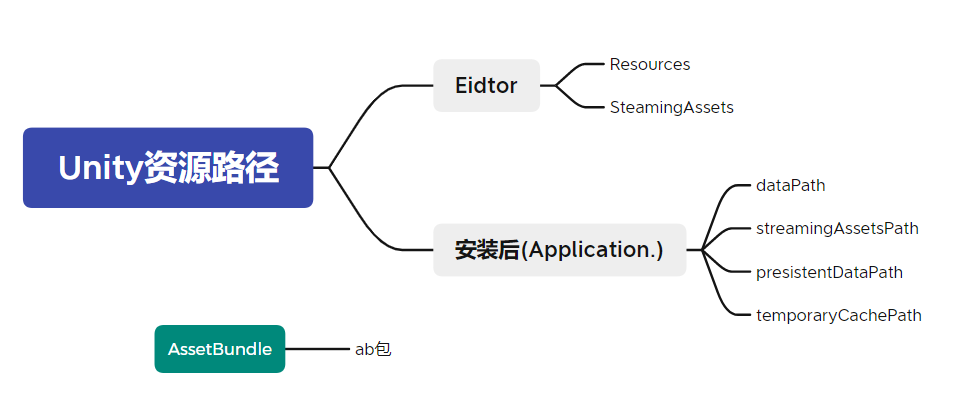 Unity资源路径
Eidtor
Resources
SteamingAssets
安装后(Application.)
dataPath
streamingAssetsPath
presistentDataPath
temporaryCachePath
AssetBundle
ab包